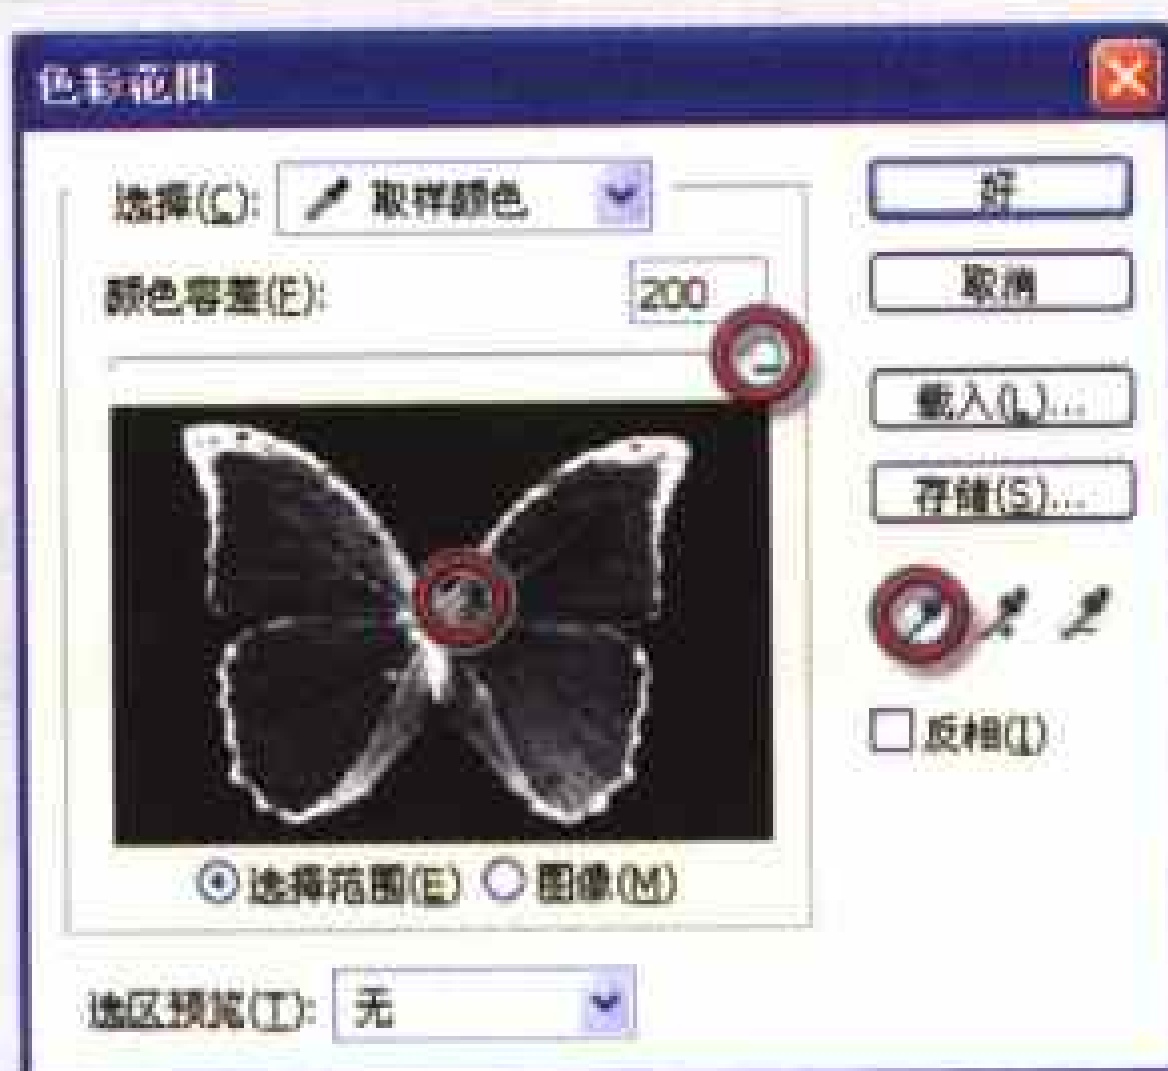 色彩范围
选择(C): 取样颜色
好
颜色容差(F): 200
取消
载入(L)...
存储(S)...
反相(I)
选择范围(E) 图像(M)
选区预览(T): 无